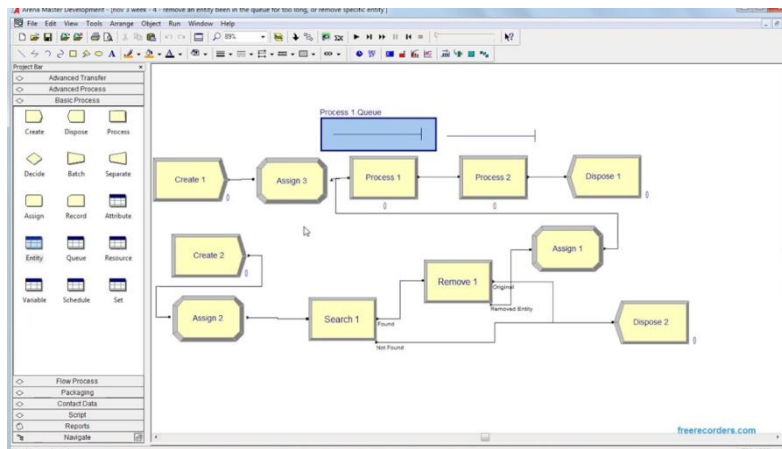 Arena Master Development - [nov 3 week - 4 - remove an entity been in the queue for too long, or remove specific entity]
File Edit View Tools Arrange Object Run Window Help
89%
Project Bar
Advanced Transfer
Advanced Process
Basic Process
Create Dispose Process
Decide Batch Separate
Assign Record Attribute
Entity Queue Resource
Variable Schedule Set
Flow Process
Packaging
Contact Data
Script
Reports
Navigate
Process 1 Queue
Create 1
0
Assign 3
Process 1
0
Process 2
0
Dispose 1
0
Create 2
0
Assign 1
Remove 1
Original
Removed Entity
Assign 2
Search 1
Found
Not Found
Dispose 2
0
freerecorders.com